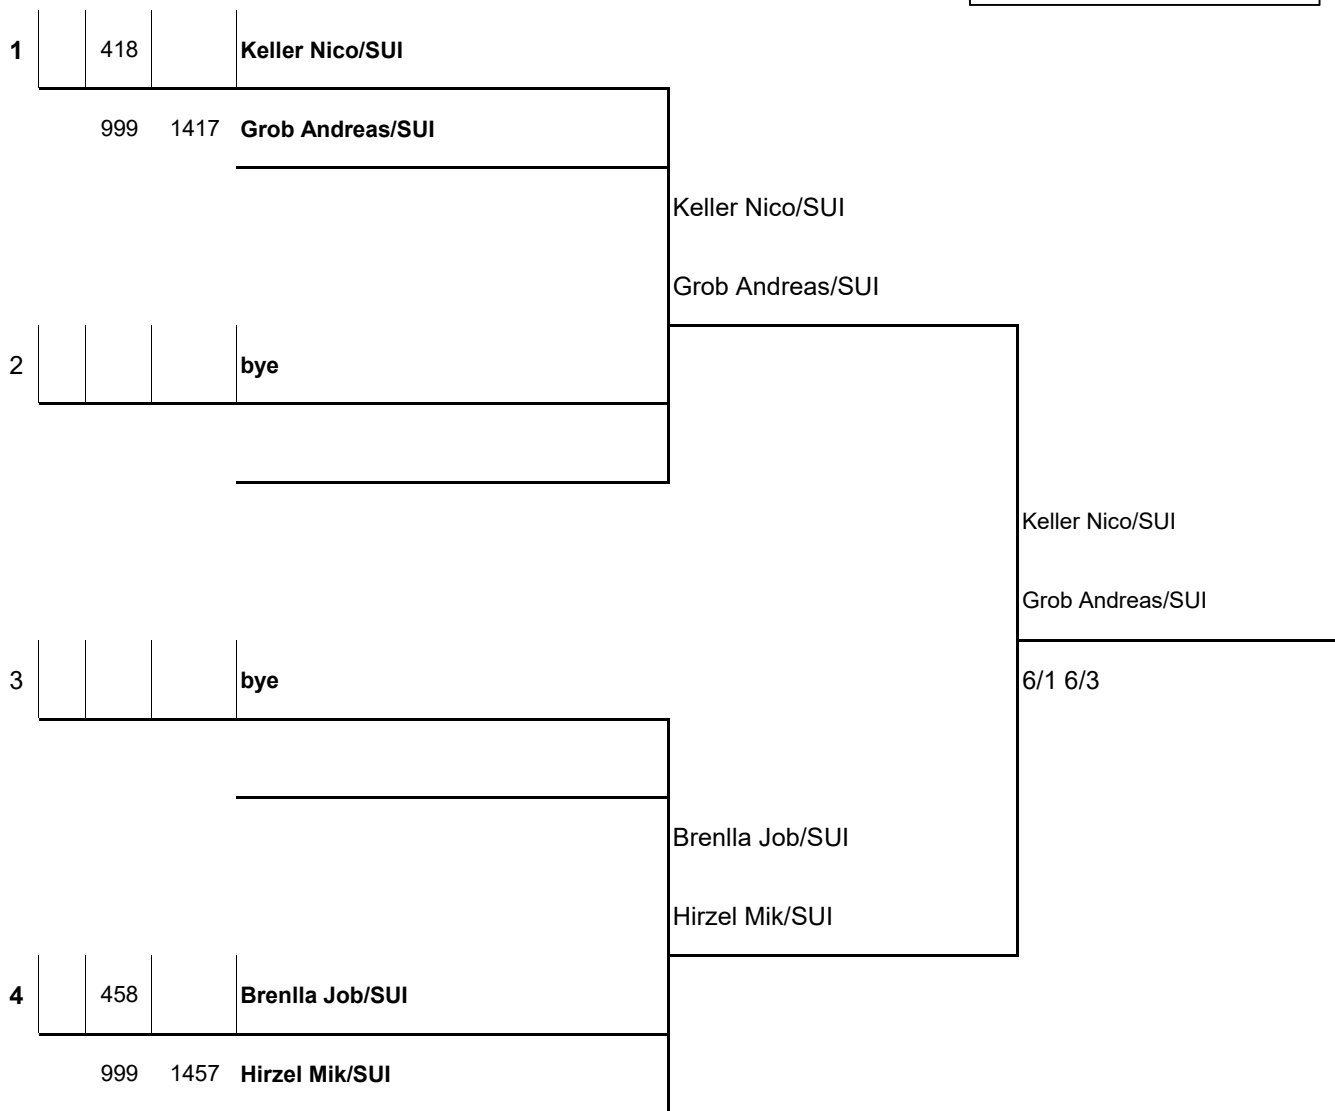 1 418 Keller Nico/SUI
999 1417 Grob Andreas/SUI
Keller Nico/SUI
Grob Andreas/SUI
2 bye
Keller Nico/SUI
Grob Andreas/SUI
3 bye 6/1 6/3
Brenlla Job/SUI
Hirzel Mik/SUI
4 458 Brenlla Job/SUI
999 1457 Hirzel Mik/SUI